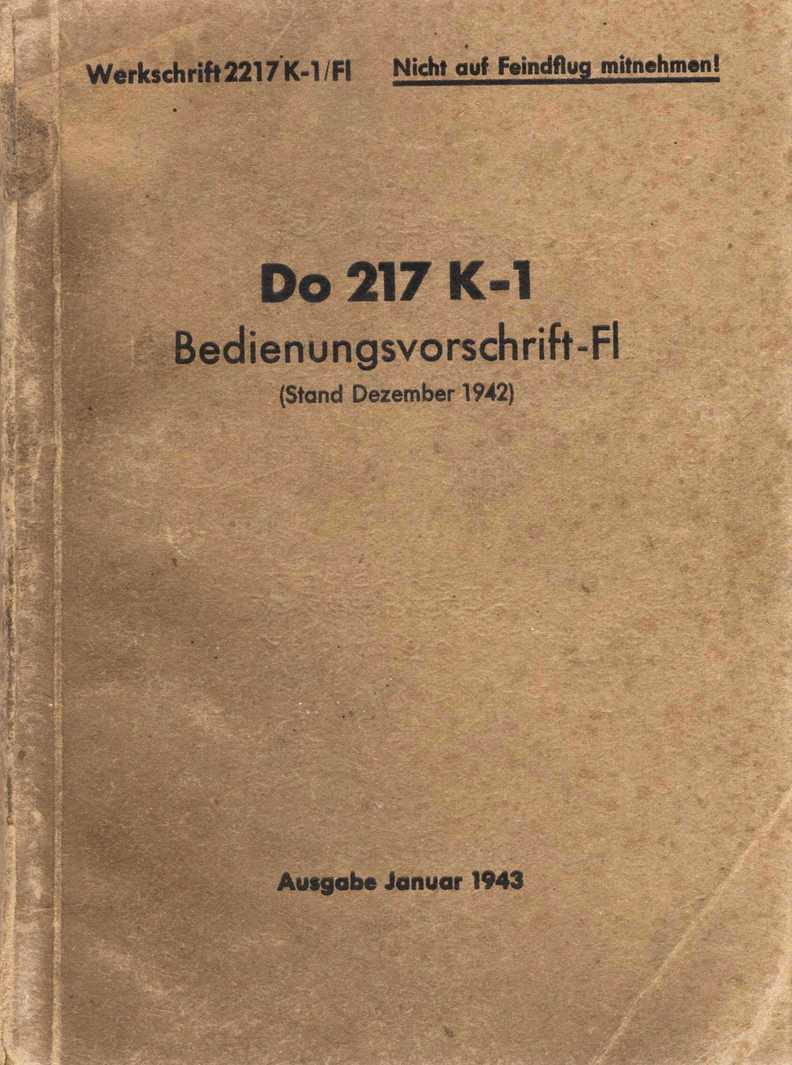 Werkschrift 2217 K-1/Fl
Nicht auf Feindflug mitnehmen!
Do 217 K-1
Bedienungsvorschrift-Fl
(Stand Dezember 1942)
Ausgabe Januar 1943